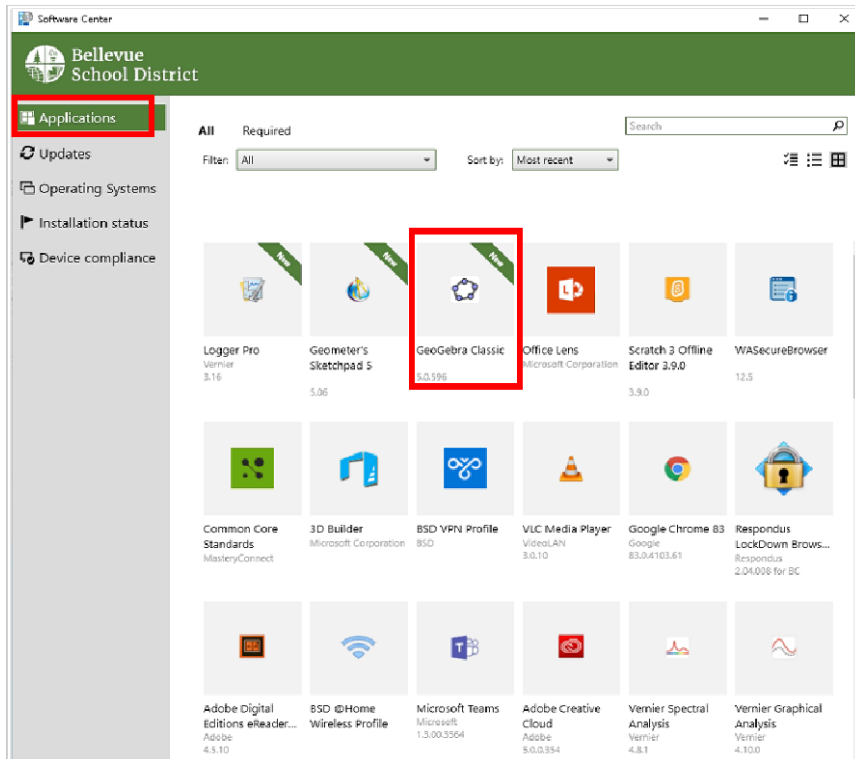 Software Center
Bellevue
School District
Applications
Updates
Operating Systems
Installation status
Device compliance
All Required
Search
Filter: All
Sort by: Most recent
New
New
New
Logger Pro
Vernier
3.16
Geometer's
Sketchpad 5
5.06
GeoGebra Classic
5.0.596
Office Lens
Microsoft Corporation
Scratch 3 Offline
Editor 3.9.0
3.9.0
WASecureBrowser
12.5
Common Core
Standards
MasteryConnect
3D Builder
Microsoft Corporation
BSD VPN Profile
BSD
VLC Media Player
VideoLAN
3.0.10
Google Chrome 83
Google
83.0.4103.61
Respondus
LockDown Brows...
Respondus
2.04.008 for BC
Adobe Digital
Editions eReader...
Adobe
4.5.10
BSD @Home
Wireless Profile
Microsoft Teams
Microsoft
1.3.00.3564
Adobe Creative
Cloud
Adobe
5.0.0.354
Vernier Spectral
Analysis
Vernier
4.8.1
Vernier Graphical
Analysis
Vernier
4.10.0